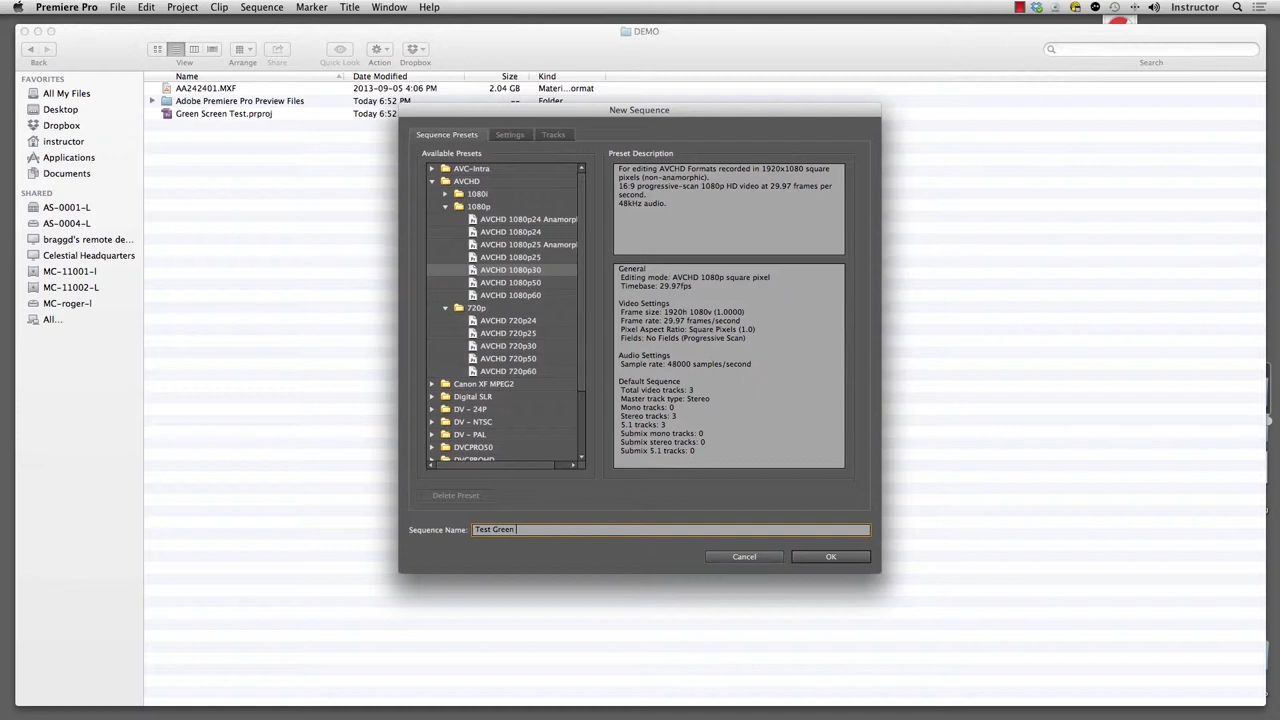 Premiere Pro File Edit Project Clip Sequence Marker Title Window Help Instructor
DEMO
Back View Arrange Share Quick Look Action Dropbox Search
FAVORITES
All My Files
Desktop
Dropbox
instructor
Applications
Documents
SHARED
AS-0001-L
AS-0004-L
braggd's remote de...
Celestial Headquarters
MC-11001-l
MC-11002-L
MC-roger-l
All...
Name Date Modified Size Kind
AA242401.MXF 2013-09-05 4:06 PM 2.04 GB Materi...ormat
Adobe Premiere Pro Preview Files Today 6:52 PM -- Folder
Green Screen Test.prproj Today 6:52
New Sequence
Sequence Presets Settings Tracks
Available Presets
AVC-Intra
AVCHD
1080i
1080p
AVCHD 1080p24 Anamorp
AVCHD 1080p24
AVCHD 1080p25 Anamorp
AVCHD 1080p25
AVCHD 1080p30
AVCHD 1080p50
AVCHD 1080p60
720p
AVCHD 720p24
AVCHD 720p25
AVCHD 720p30
AVCHD 720p50
AVCHD 720p60
Canon XF MPEG2
Digital SLR
DV - 24P
DV - NTSC
DV - PAL
DVCPRO50
DVCPROHD
Preset Description
For editing AVCHD Formats recorded in 1920x1080 square
pixels (non-anamorphic).
16:9 progressive-scan 1080p HD video at 29.97 frames per
second.
48kHz audio.
General
Editing mode: AVCHD 1080p square pixel
Timebase: 29.97fps
Video Settings
Frame size: 1920h 1080v (1.0000)
Frame rate: 29.97 frames/second
Pixel Aspect Ratio: Square Pixels (1.0)
Fields: No Fields (Progressive Scan)
Audio Settings
Sample rate: 48000 samples/second
Default Sequence
Total video tracks: 3
Master track type: Stereo
Mono tracks: 0
Stereo tracks: 3
5.1 tracks: 3
Submix mono tracks: 0
Submix stereo tracks: 0
Submix 5.1 tracks: 0
Delete Preset
Sequence Name: Test Green
Cancel OK